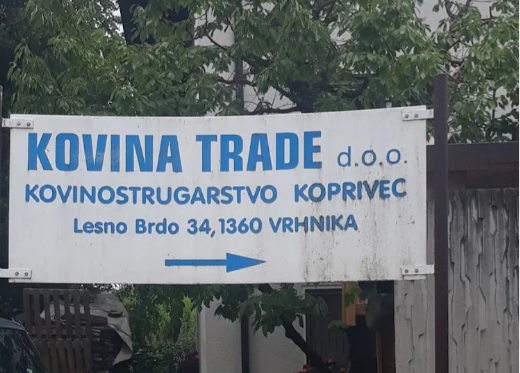 KOVINA TRADE d.o.o.
KOVINOSTRUGARSTVO KOPRIVEC
Lesno Brdo 34, 1360 VRHNIKA